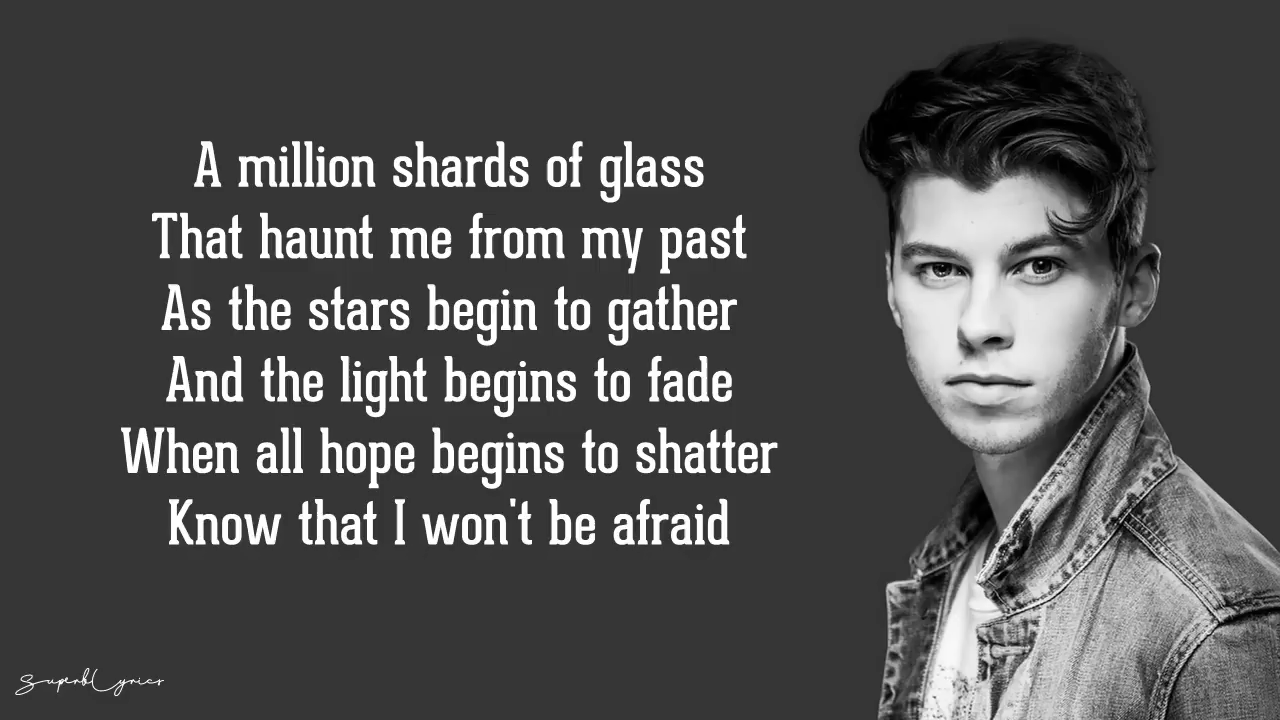 A million shards of glass
That haunt me from my past
As the stars begin to gather
And the light begins to fade
When all hope begins to shatter
Know that I won't be afraid
SuperbLyrics